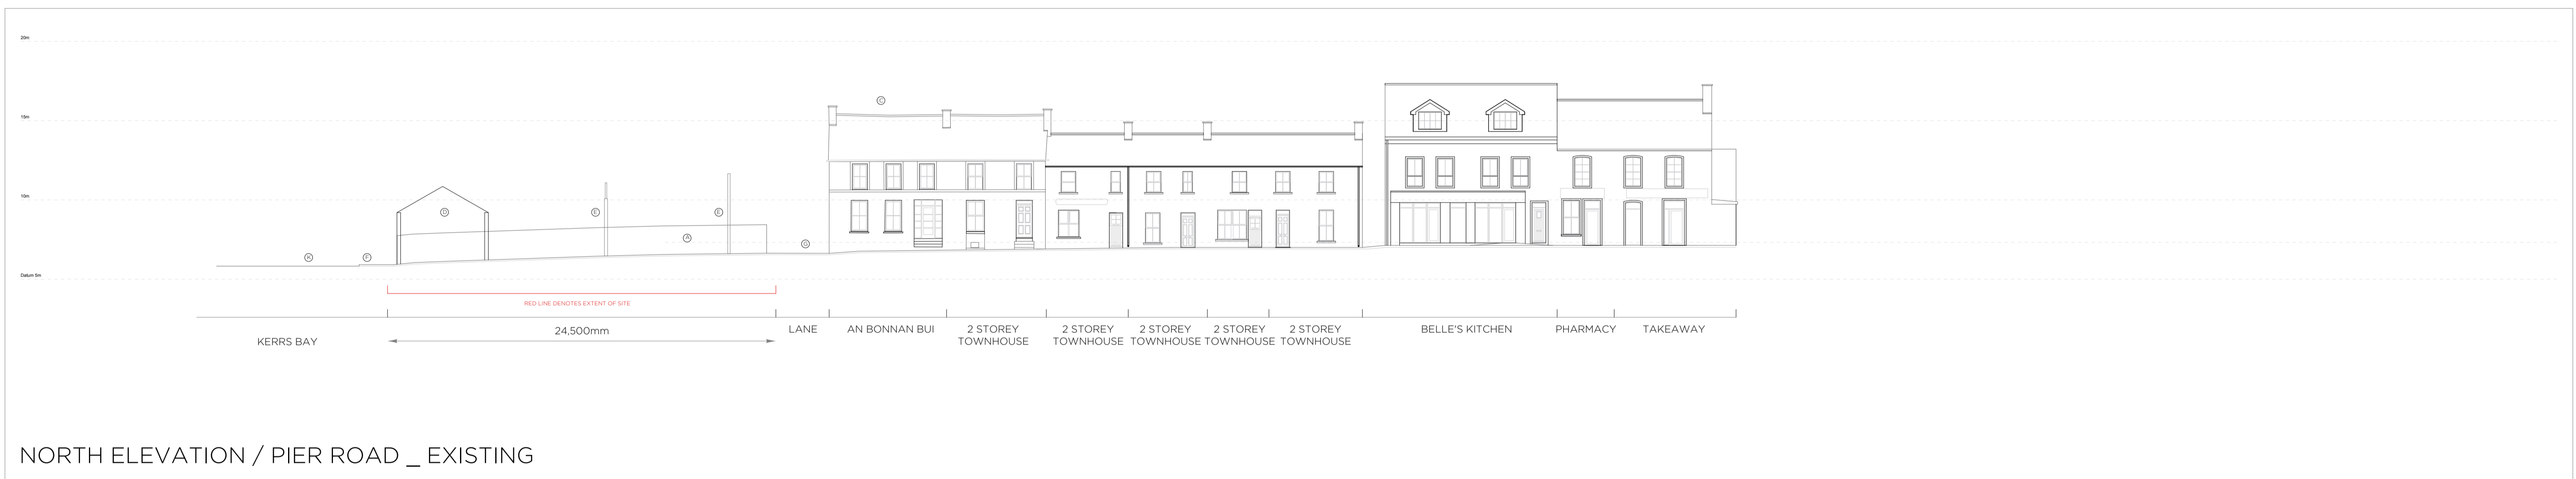 20m
15m
10m
Datum 5m
C
D
E
E
A
G
K
F
RED LINE DENOTES EXTENT OF SITE
24,500mm
KERRS BAY
LANE
AN BONNAN BUI
2 STOREY
TOWNHOUSE
2 STOREY
TOWNHOUSE
2 STOREY
TOWNHOUSE
2 STOREY
TOWNHOUSE
2 STOREY
TOWNHOUSE
BELLE'S KITCHEN
PHARMACY
TAKEAWAY
NORTH ELEVATION / PIER ROAD _ EXISTING